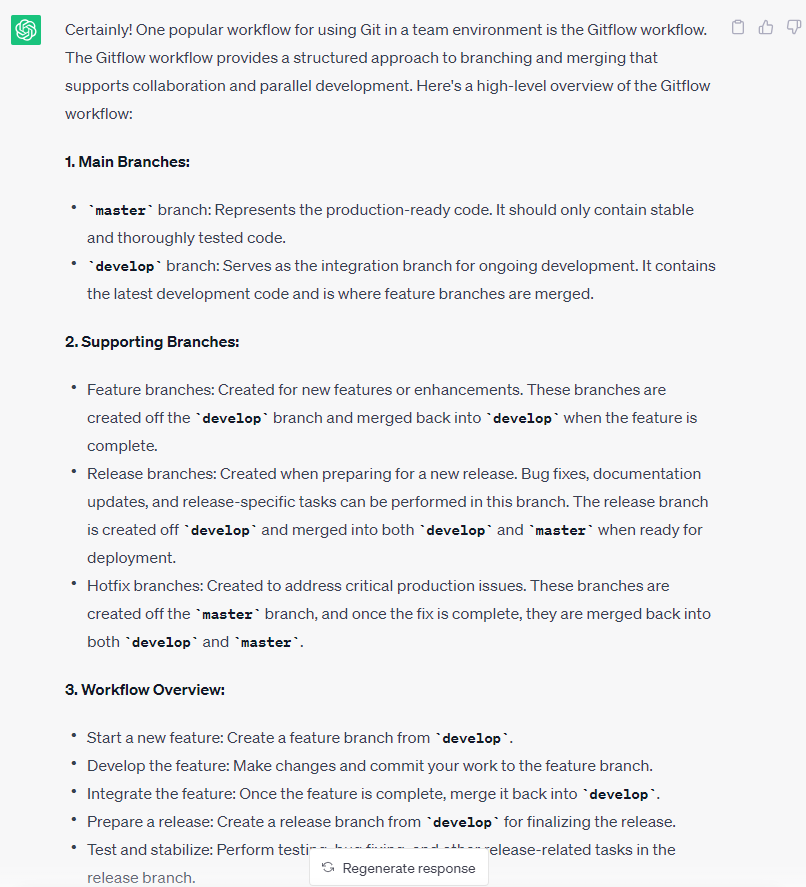 Certainly! One popular workflow for using Git in a team environment is the Gitflow workflow.
The Gitflow workflow provides a structured approach to branching and merging that
supports collaboration and parallel development. Here's a high-level overview of the Gitflow
workflow:
1. Main Branches:
• `master` branch: Represents the production-ready code. It should only contain stable
and thoroughly tested code.
• `develop` branch: Serves as the integration branch for ongoing development. It contains
the latest development code and is where feature branches are merged.
2. Supporting Branches:
• Feature branches: Created for new features or enhancements. These branches are
created off the `develop` branch and merged back into `develop` when the feature is
complete.
• Release branches: Created when preparing for a new release. Bug fixes, documentation
updates, and release-specific tasks can be performed in this branch. The release branch
is created off `develop` and merged into both `develop` and `master` when ready for
deployment.
• Hotfix branches: Created to address critical production issues. These branches are
created off the `master` branch, and once the fix is complete, they are merged back into
both `develop` and `master`.
3. Workflow Overview:
• Start a new feature: Create a feature branch from `develop`.
• Develop the feature: Make changes and commit your work to the feature branch.
• Integrate the feature: Once the feature is complete, merge it back into `develop`.
• Prepare a release: Create a release branch from `develop` for finalizing the release.
• Test and stabilize: Perform testing, bug fixing, and other release-related tasks in the
release branch.
Regenerate response